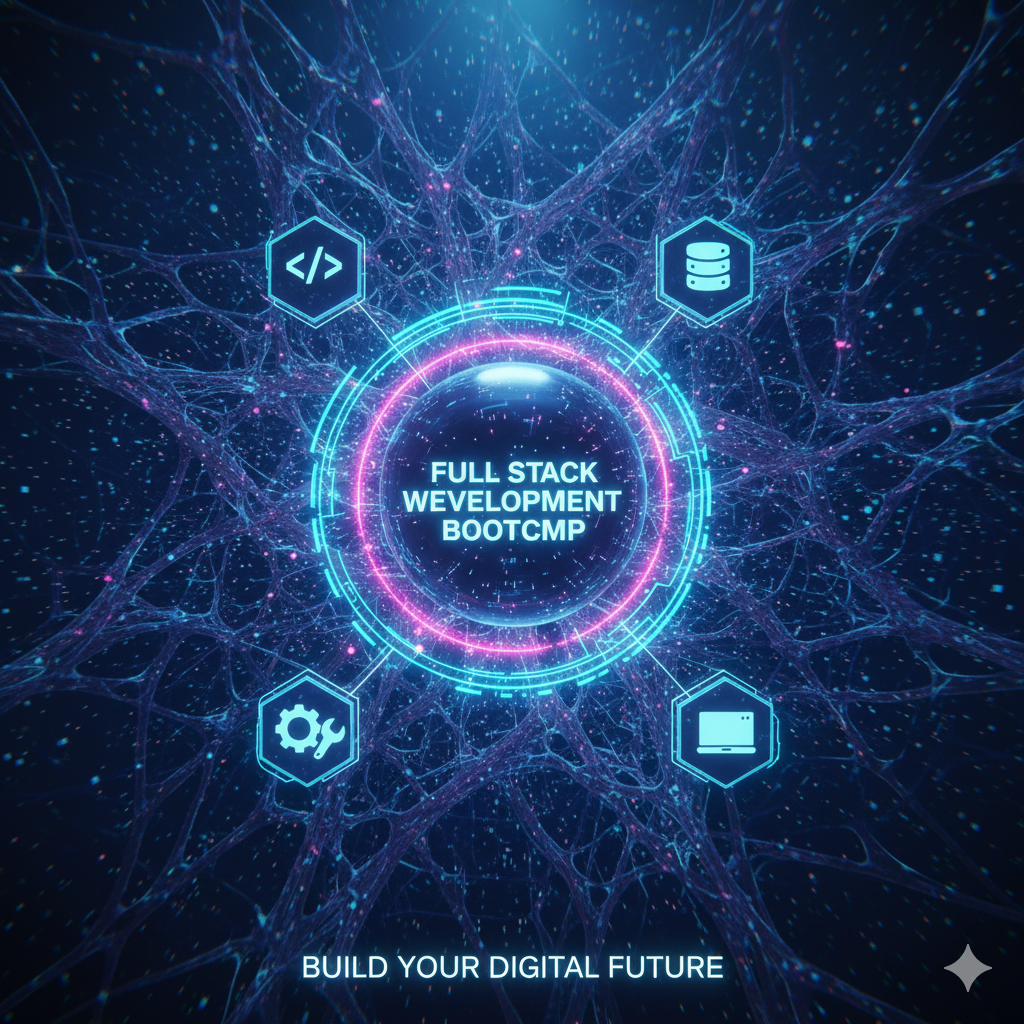 </>
FULL STACK
WEVELOPMENT
BOOTCMP
BUILD YOUR DIGITAL FUTURE